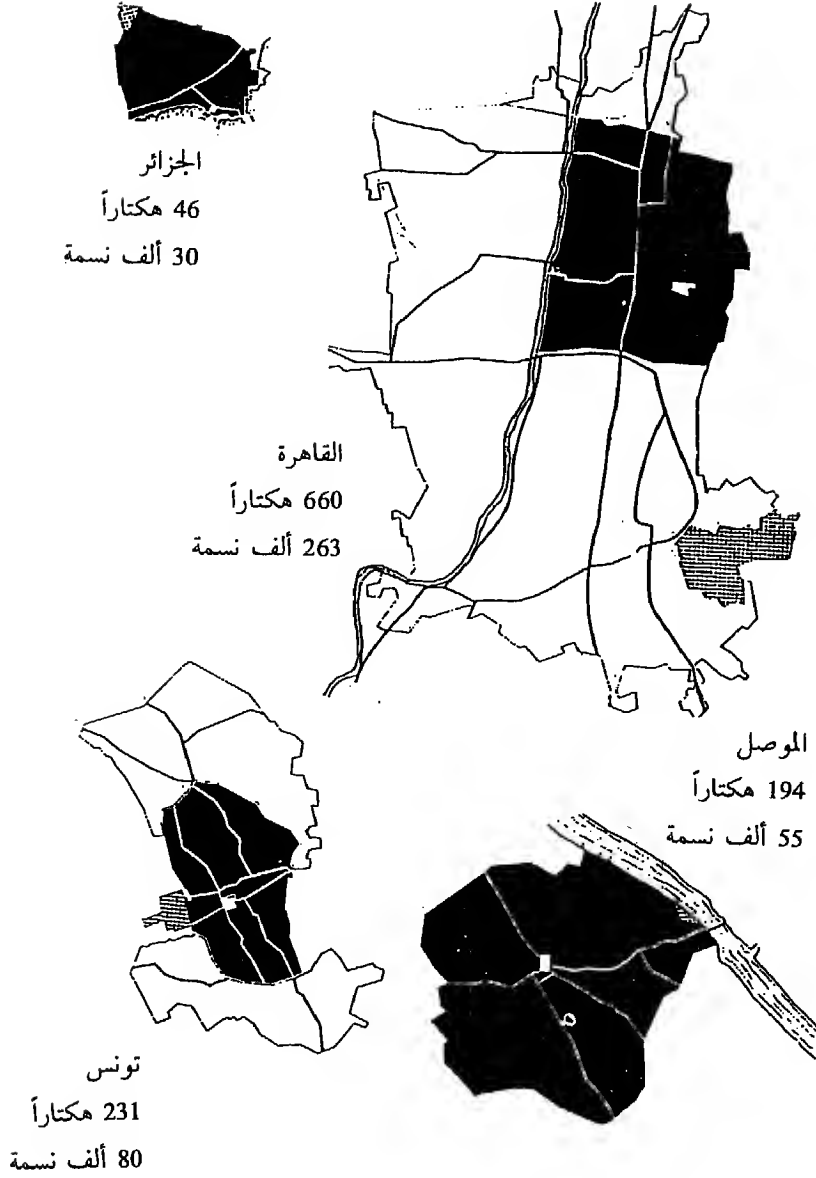 الجزائر
46 هكتاراً
30 ألف نسمة
القاهرة
660 هكتاراً
263 ألف نسمة
الموصل
194 هكتاراً
55 ألف نسمة
تونس
231 هكتاراً
80 ألف نسمة